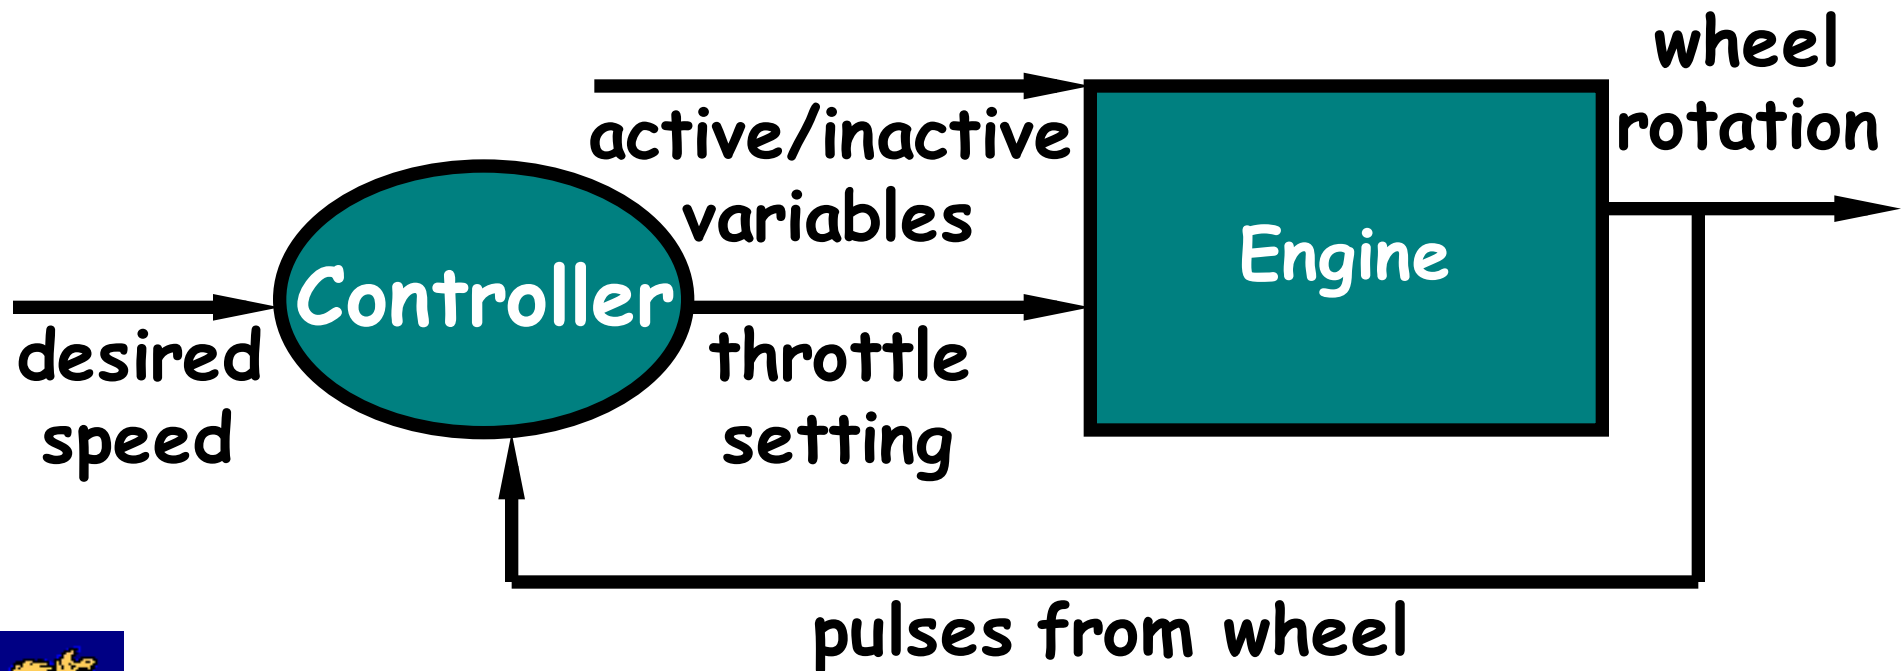 wheel
rotation
active/inactive
variables
Engine
Controller
desired
speed
throttle
setting
pulses from wheel